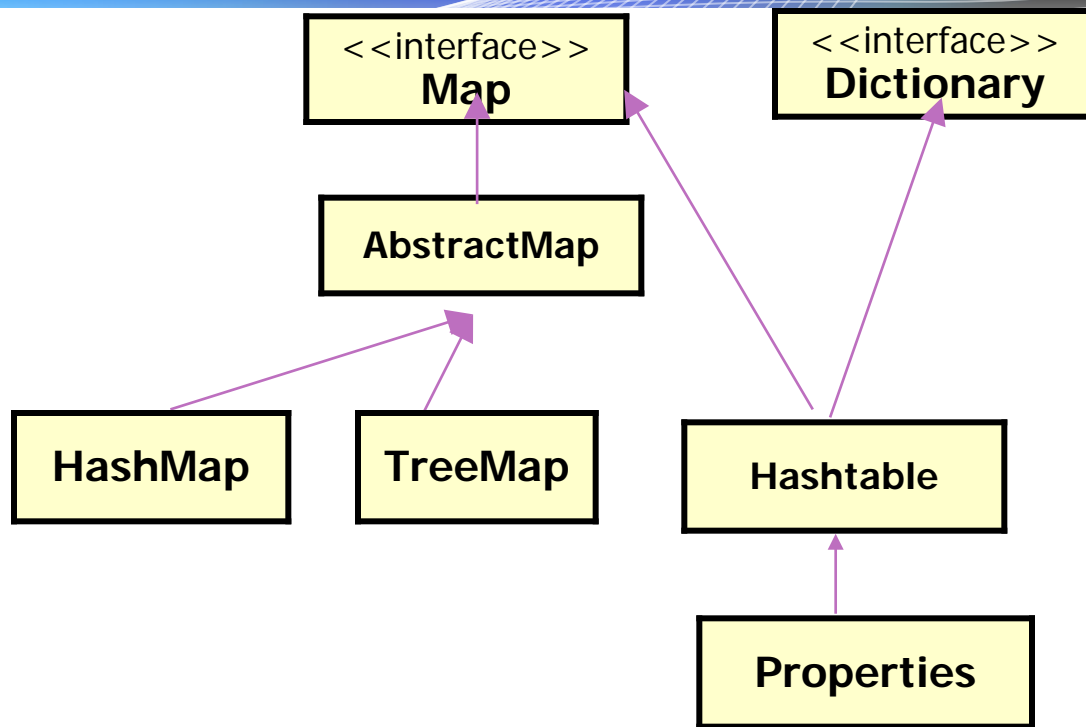 <<interface>>
Map
<<interface>>
Dictionary
AbstractMap
HashMap
TreeMap
Hashtable
Properties